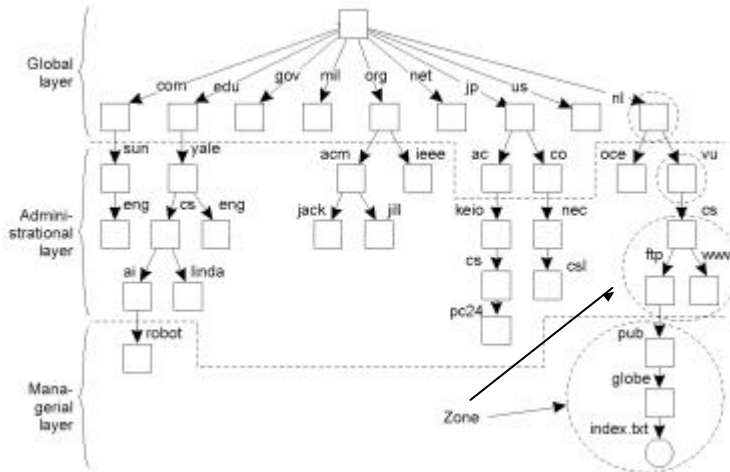 Global
layer
com
edu
gov
mil
org
net
jp
us
nl
sun
yale
acm
ieee
ac
co
oce
vu
Admini-
strational
layer
eng
cs
eng
jack
jill
keio
nec
cs
ai
linda
cs
csl
ftp
www
pc24
robot
pub
Mana-
gerial
layer
globe
Zone
index.txt